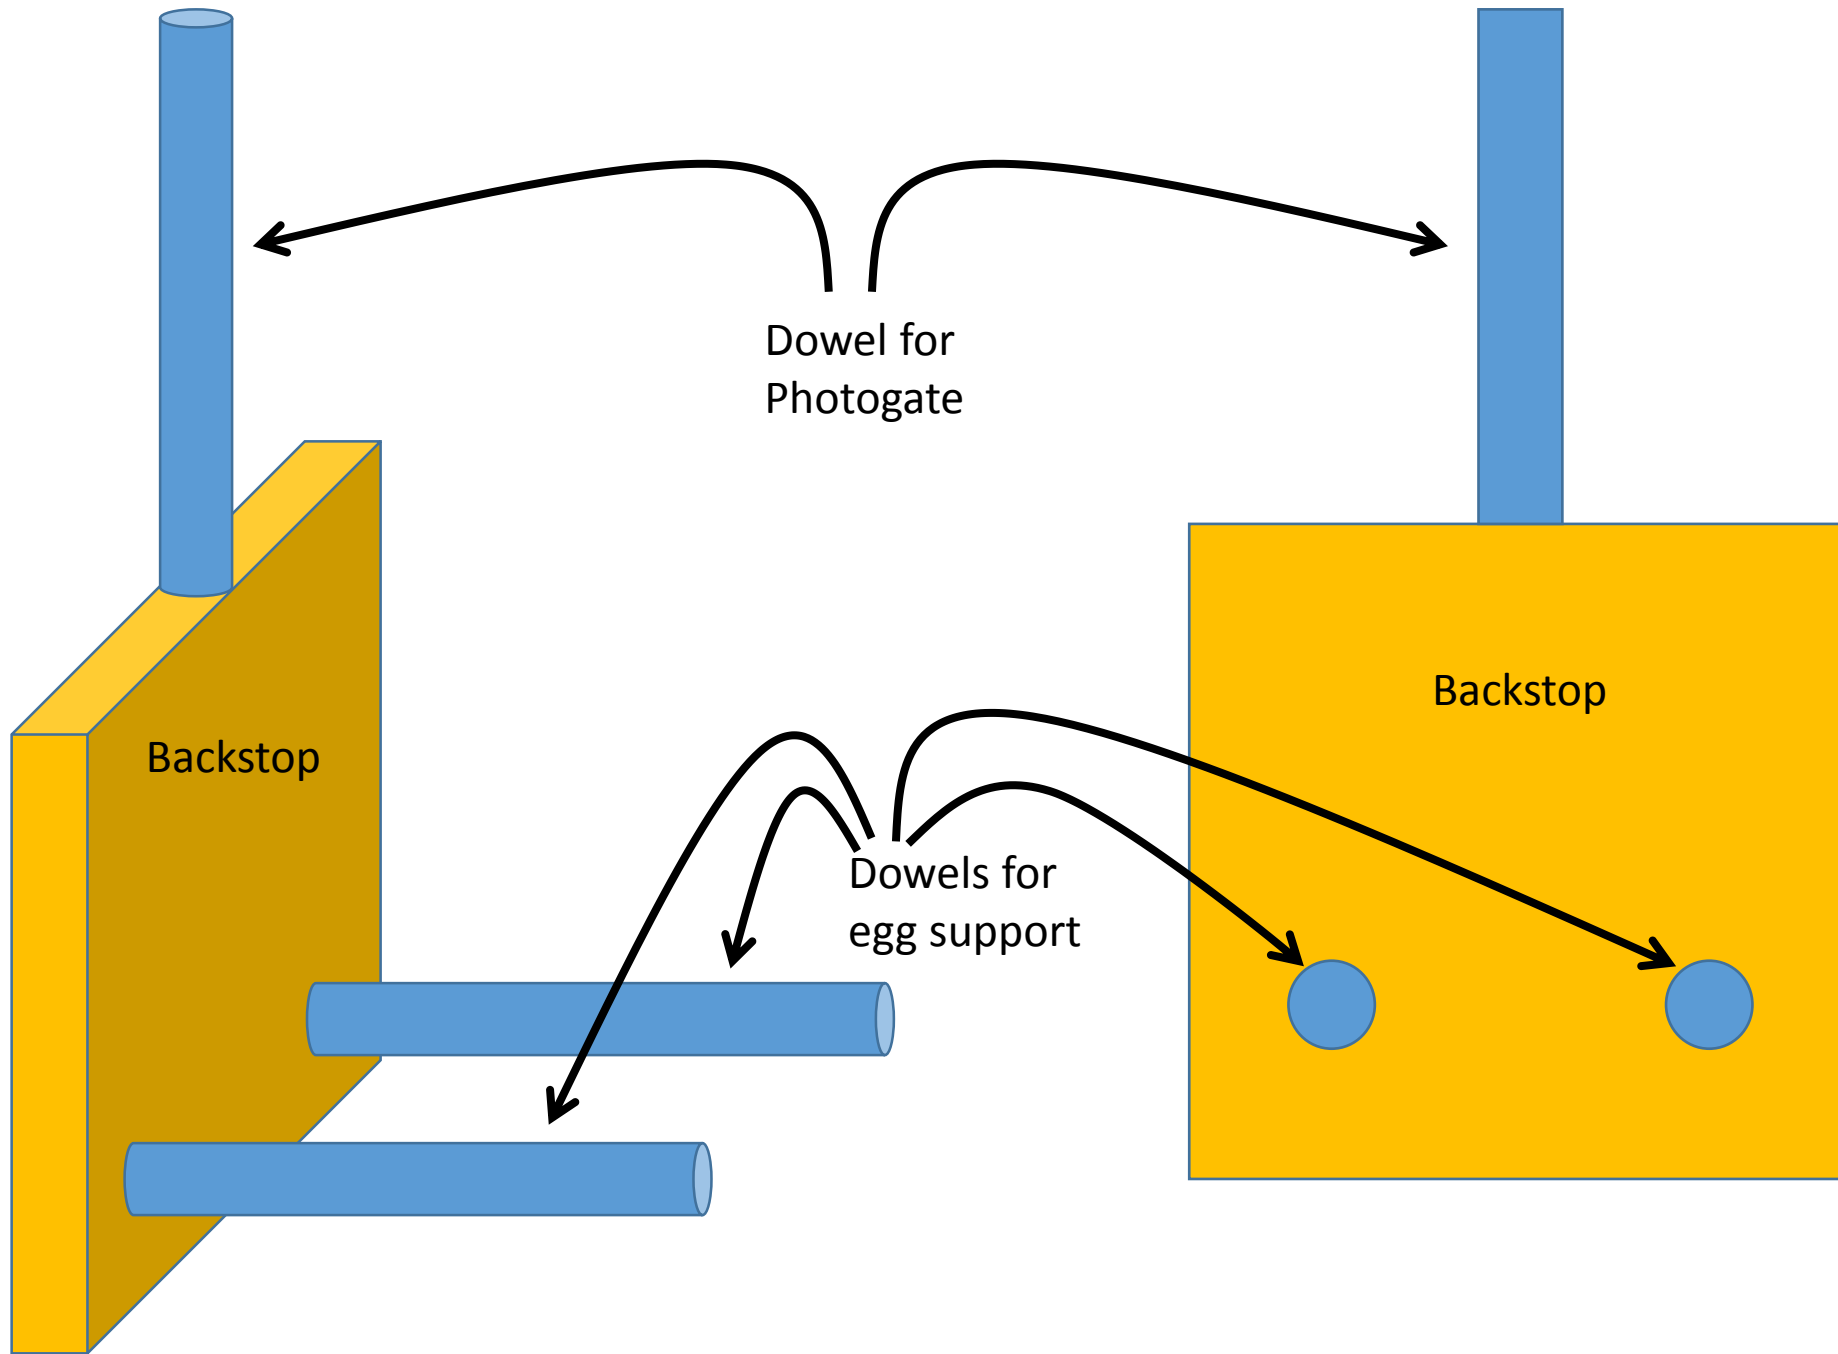 Dowel for
Photogate
Backstop
Backstop
Dowels for
egg support